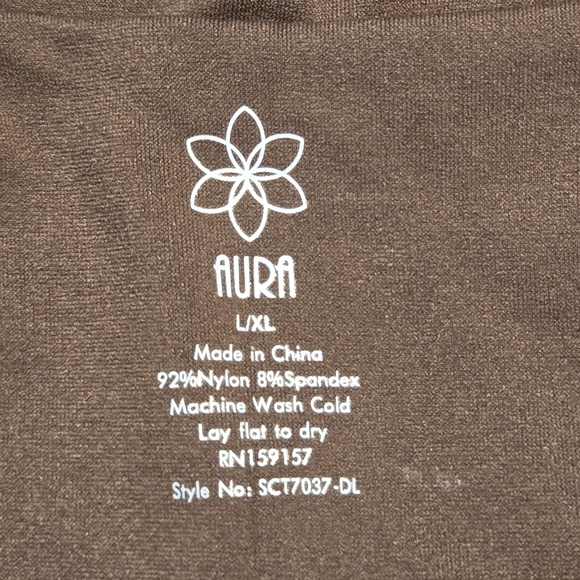 AURA
L/XL
Made in China
92%Nylon 8%Spandex
Machine Wash Cold
Lay flat to dry
RN159157
Style No: SCT7037-DL